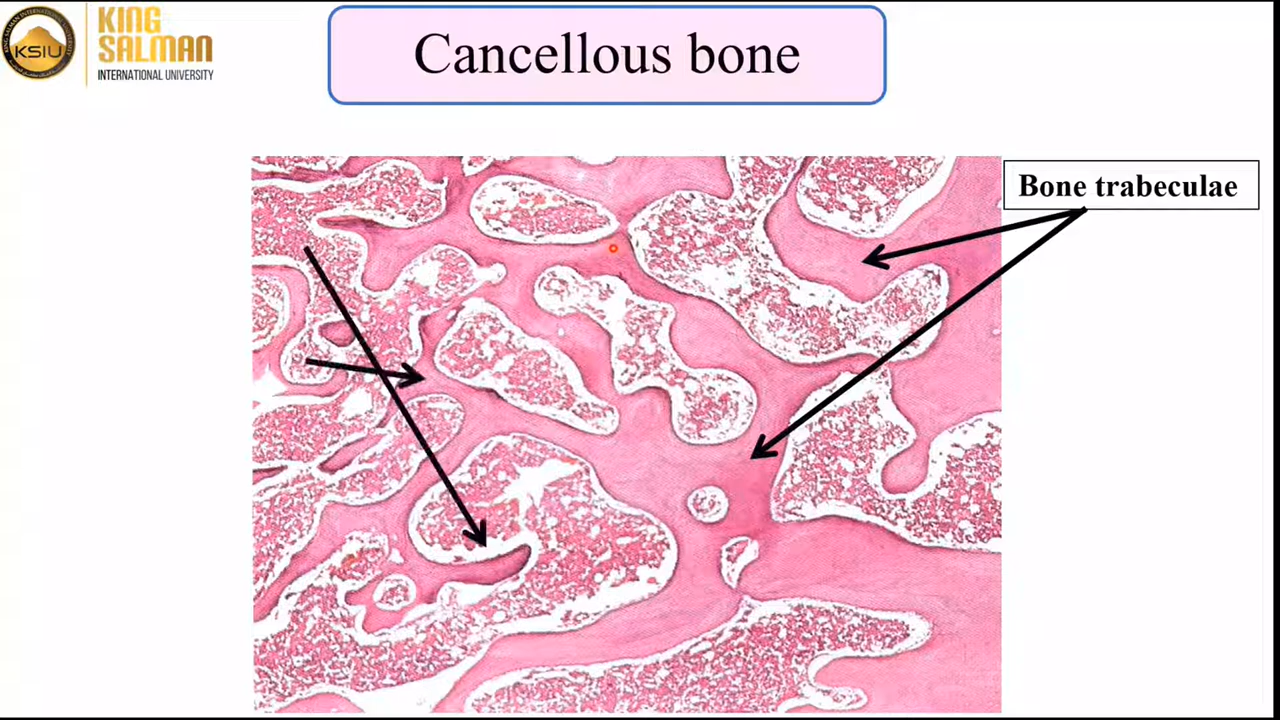 KSIU
KING
SALMAN
INTERNATIONAL UNIVERSITY
Cancellous bone
Bone trabeculae